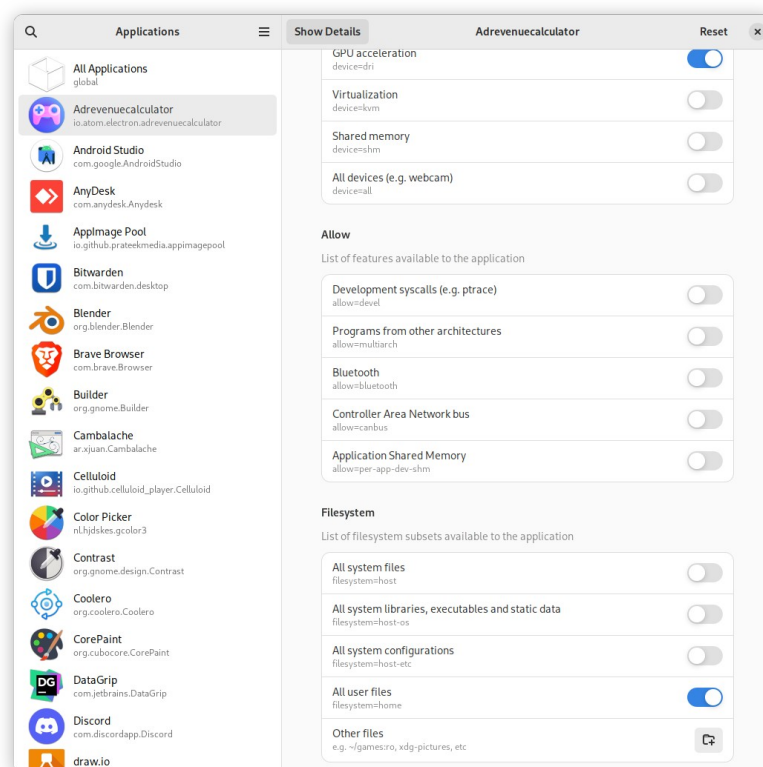 Applications
Show Details
Adrevenuecalculator
Reset
All Applications
global
Adrevenuecalculator
io.atom.electron.adrevenuecalculator
Android Studio
com.google.AndroidStudio
AnyDesk
com.anydesk.Anydesk
AppImage Pool
io.github.prateekmedia.appimagepool
Bitwarden
com.bitwarden.desktop
Blender
org.blender.Blender
Brave Browser
com.brave.Browser
Builder
org.gnome.Builder
Cambalache
ar.xjuan.Cambalache
Celluloid
io.github.celluloid_player.Celluloid
Color Picker
nl.hjdskes.gcolor3
Contrast
org.gnome.design.Contrast
Coolero
org.coolero.Coolero
CorePaint
org.cubocore.CorePaint
DG
DataGrip
com.jetbrains.DataGrip
Discord
com.discordapp.Discord
draw.io
GPU acceleration
device=dri
Virtualization
device=kvm
Shared memory
device=shm
All devices (e.g. webcam)
device=all
Allow
List of features available to the application
Development syscalls (e.g. ptrace)
allow=devel
Programs from other architectures
allow=multiarch
Bluetooth
allow=bluetooth
Controller Area Network bus
allow=canbus
Application Shared Memory
allow=per-app-dev-shm
Filesystem
List of filesystem subsets available to the application
All system files
filesystem=host
All system libraries, executables and static data
filesystem=host-os
All system configurations
filesystem=host-etc
All user files
filesystem=home
Other files
e.g. ~/games:ro, xdg-pictures, etc